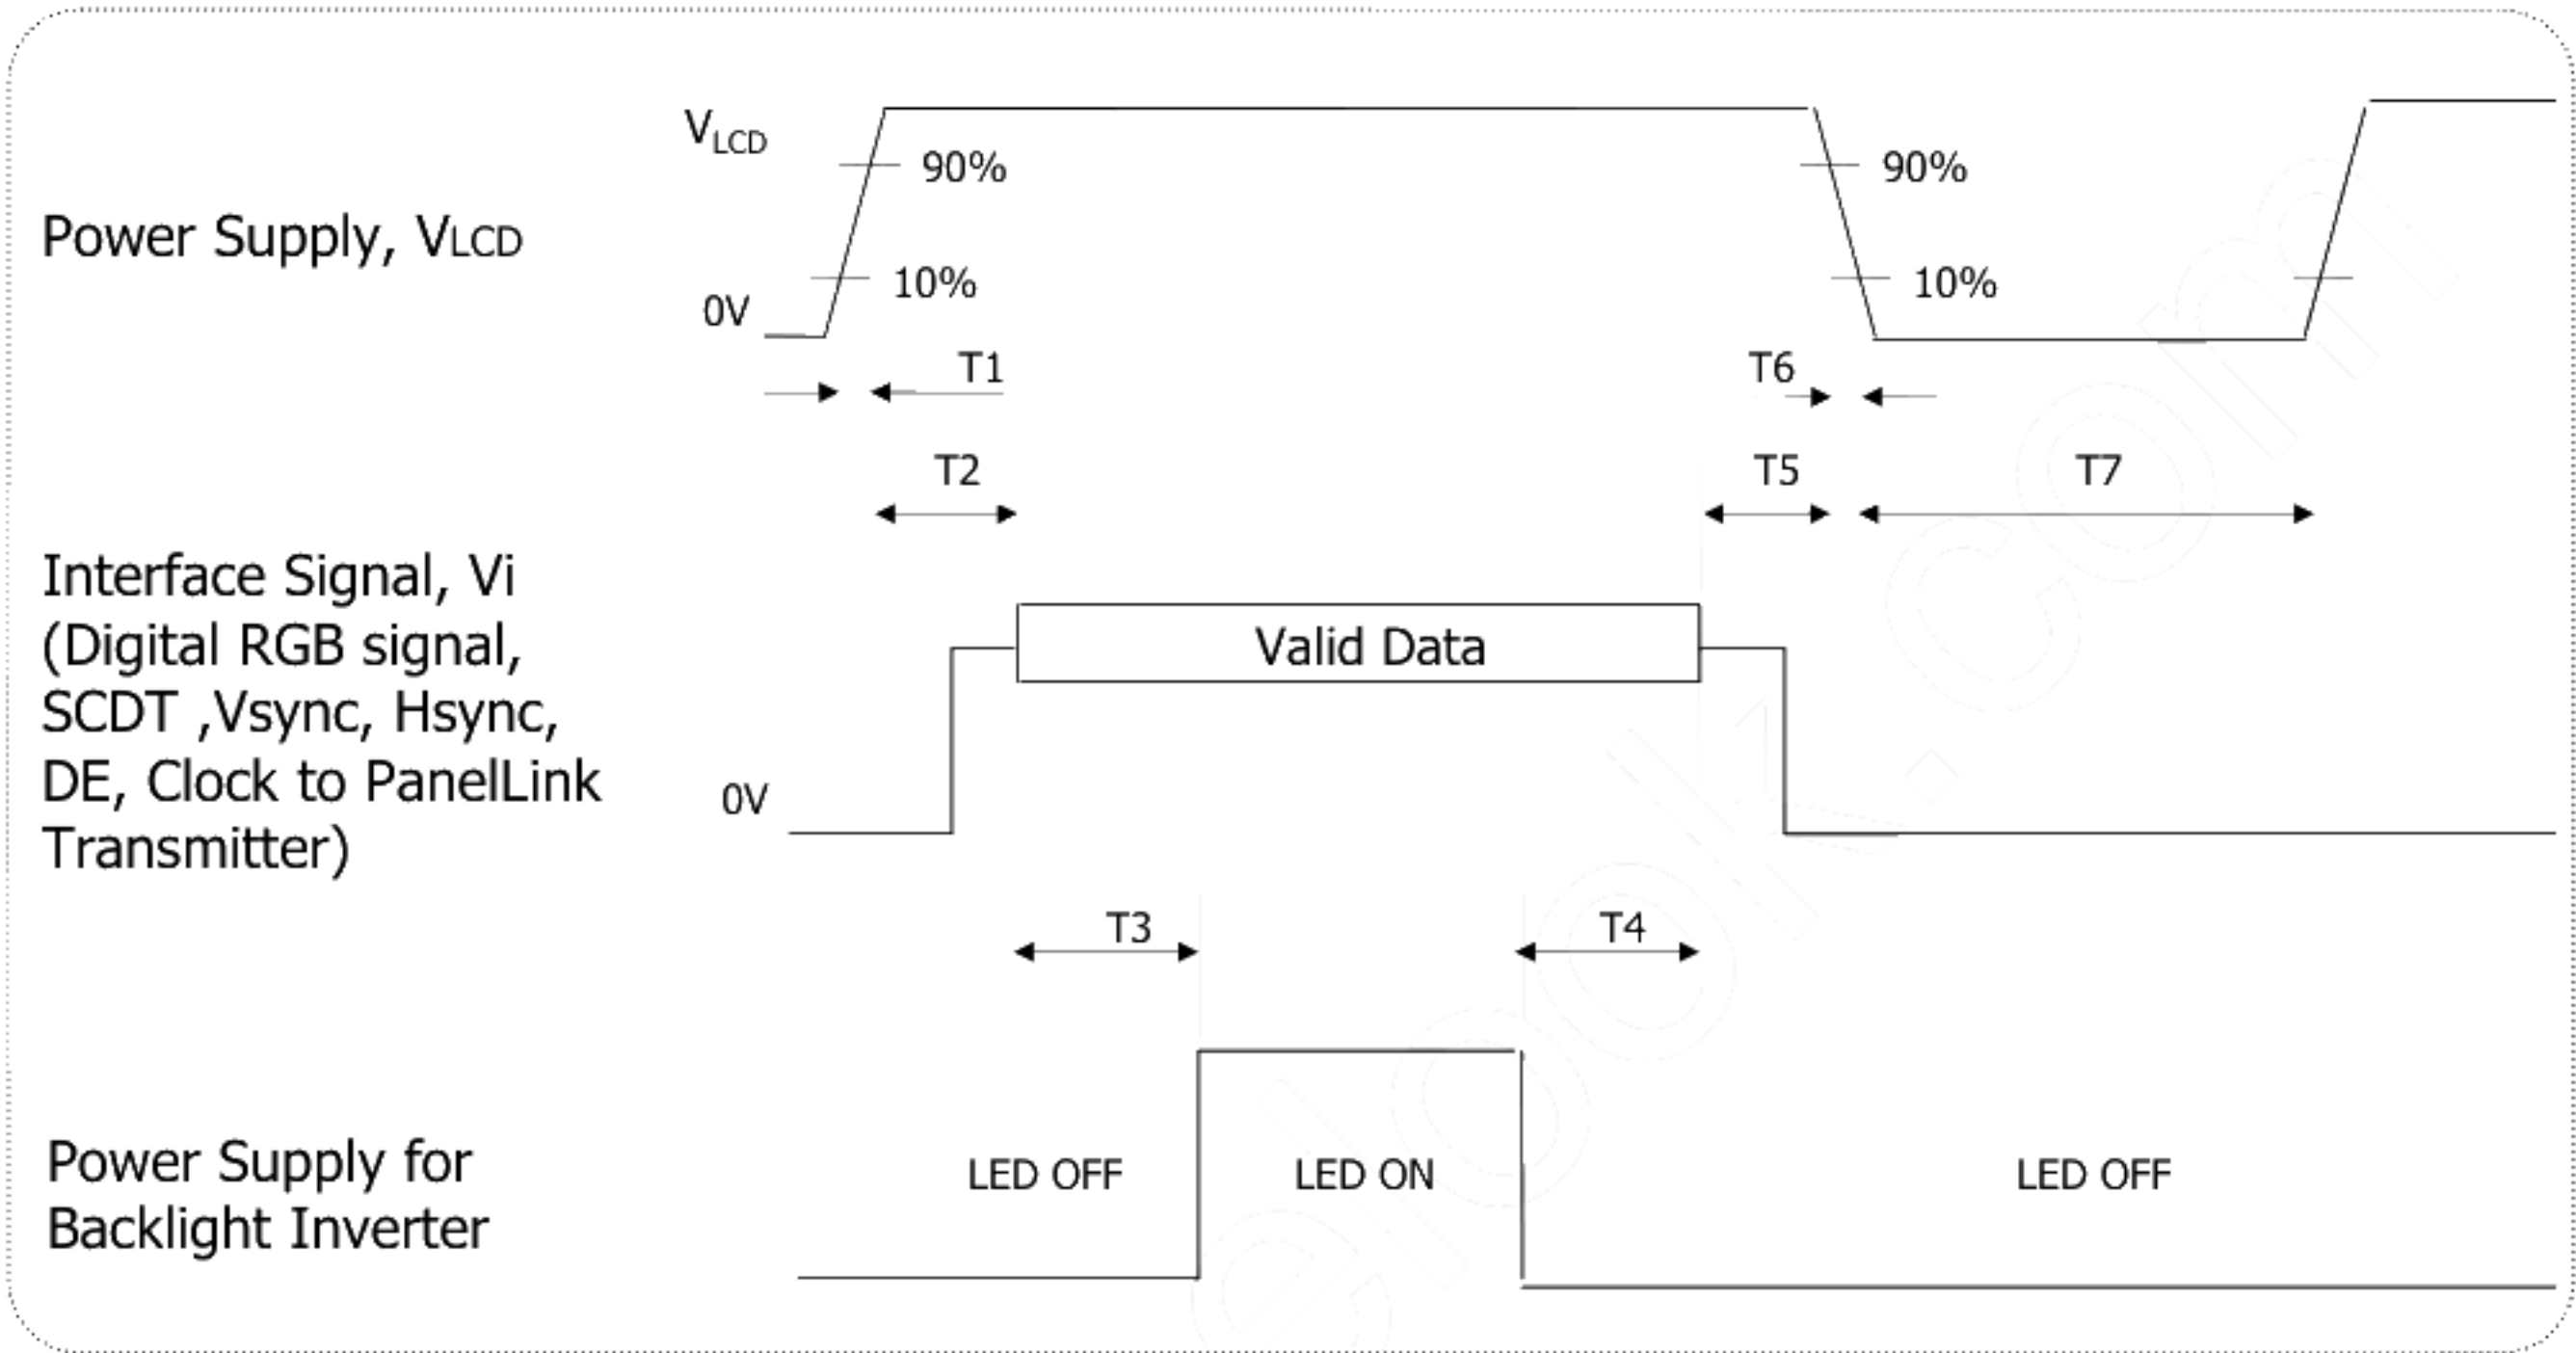 V_LCD
90%
90%
Power Supply, VLCD
10%
10%
0V
T1
T6
T2
T5
T7
Interface Signal, Vi
(Digital RGB signal,
SCDT ,Vsync, Hsync,
DE, Clock to PanelLink
Transmitter)
Valid Data
0V
T3
T4
Power Supply for
Backlight Inverter
LED OFF
LED ON
LED OFF